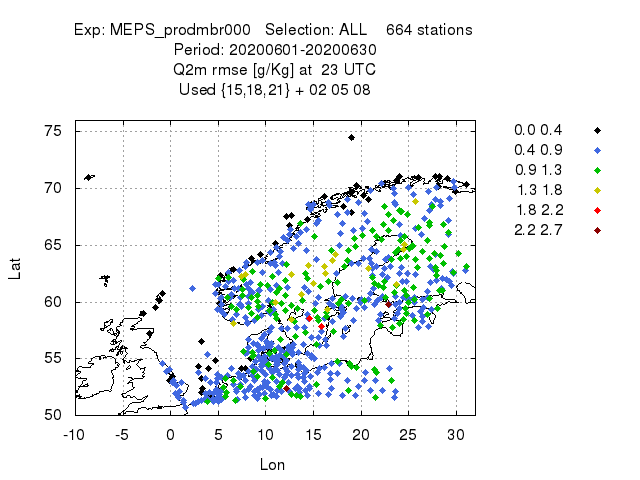 Exp: MEPS_prodmbr000 Selection: ALL 664 stations
Period: 20200601-20200630
Q2m rmse [g/Kg] at 23 UTC
Used {15,18,21} + 02 05 08
0.0 0.4
0.4 0.9
0.9 1.3
1.3 1.8
1.8 2.2
2.2 2.7
75
70
65
60
55
50
Lat
-10 -5 0 5 10 15 20 25 30
Lon